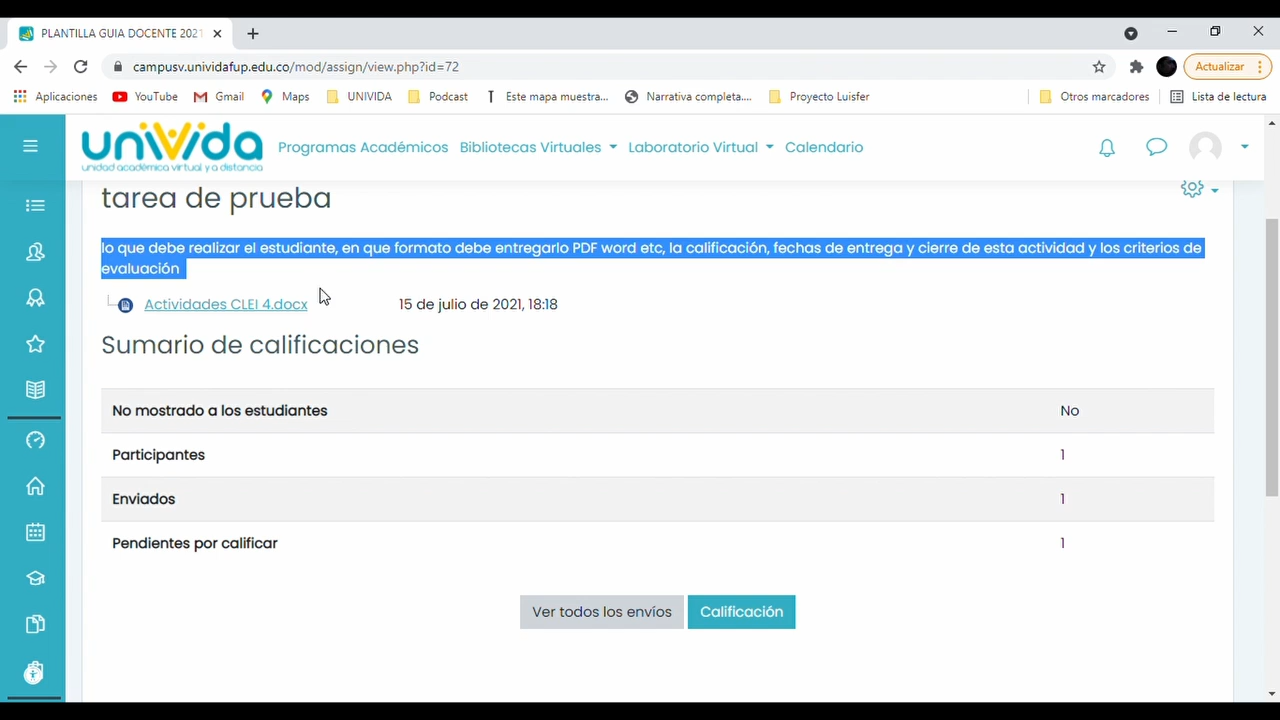 PLANTILLA GUIA DOCENTE 202
campusv.unividafup.edu.co/mod/assign/view.php?id=72
Actualizar
Aplicaciones YouTube Gmail Maps UNIVIDA Podcast Este mapa muestra... Narrativa completa.... Proyecto Luisfer Otros marcadores Lista de lectura
univida
unidad académica virtual y a distancia
Programas Académicos Bibliotecas Virtuales Laboratorio Virtual Calendario
tarea de prueba
lo que debe realizar el estudiante, en que formato debe entregarlo PDF word etc, la calificación, fechas de entrega y cierre de esta actividad y los criterios de
evaluación
Actividades CLEI 4.docx 15 de julio de 2021, 18:18
Sumario de calificaciones
No mostrado a los estudiantes No
Participantes 1
Enviados 1
Pendientes por calificar 1
Ver todos los envíos Calificación